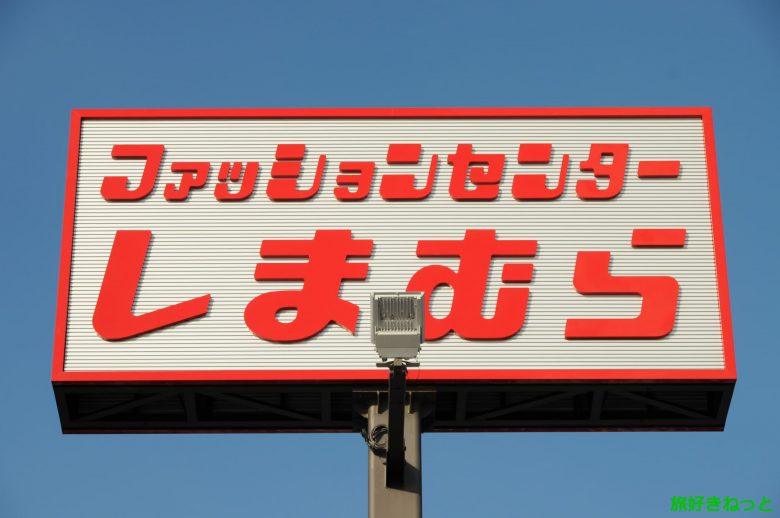 ファッションセンター
しまむら
旅好きねっと